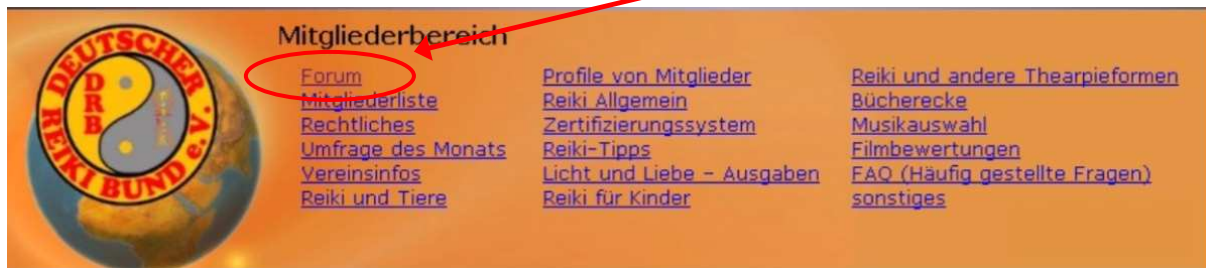 DEUTSCHER
REIKI BUND e.V.
DRB
Mitgliederbereich
Forum
Mitgliederliste
Rechtliches
Umfrage des Monats
Vereinsinfos
Reiki und Tiere
Profile von Mitglieder
Reiki Allgemein
Zertifizierungssystem
Reiki-Tipps
Licht und Liebe - Ausgaben
Reiki für Kinder
Reiki und andere Thearpieformen
Bücherecke
Musikauswahl
Filmbewertungen
FAQ (Häufig gestellte Fragen)
sonstiges